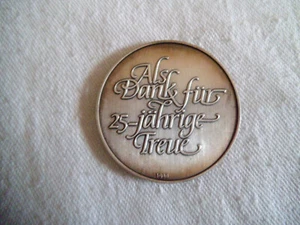 Als
Dank für
25-jährige
Treue